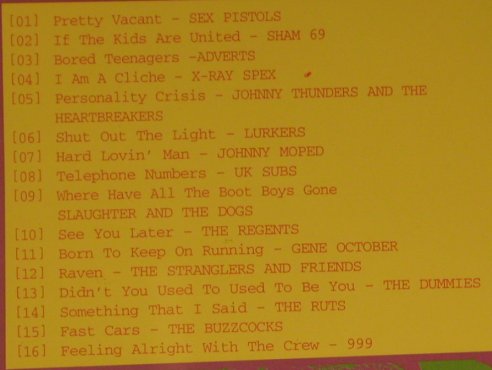 [01] Pretty Vacant - SEX PISTOLS
[02] If The Kids Are United - SHAM 69
[03] Bored Teenagers -ADVERTS
[04] I Am A Cliche - X-RAY SPEX
[05] Personality Crisis - JOHNNY THUNDERS AND THE
HEARTBREAKERS
[06] Shut Out The Light - LURKERS
[07] Hard Lovin' Man - JOHNNY MOPED
[08] Telephone Numbers - UK SUBS
[09] Where Have All The Boot Boys Gone
SLAUGHTER AND THE DOGS
[10] See You Later - THE REGENTS
[11] Born To Keep On Running - GENE OCTOBER
[12] Raven - THE STRANGLERS AND FRIENDS
[13] Didn't You Used To Used To Be You - THE DUMMIES
[14] Something That I Said - THE RUTS
[15] Fast Cars - THE BUZZCOCKS
[16] Feeling Alright With The Crew - 999